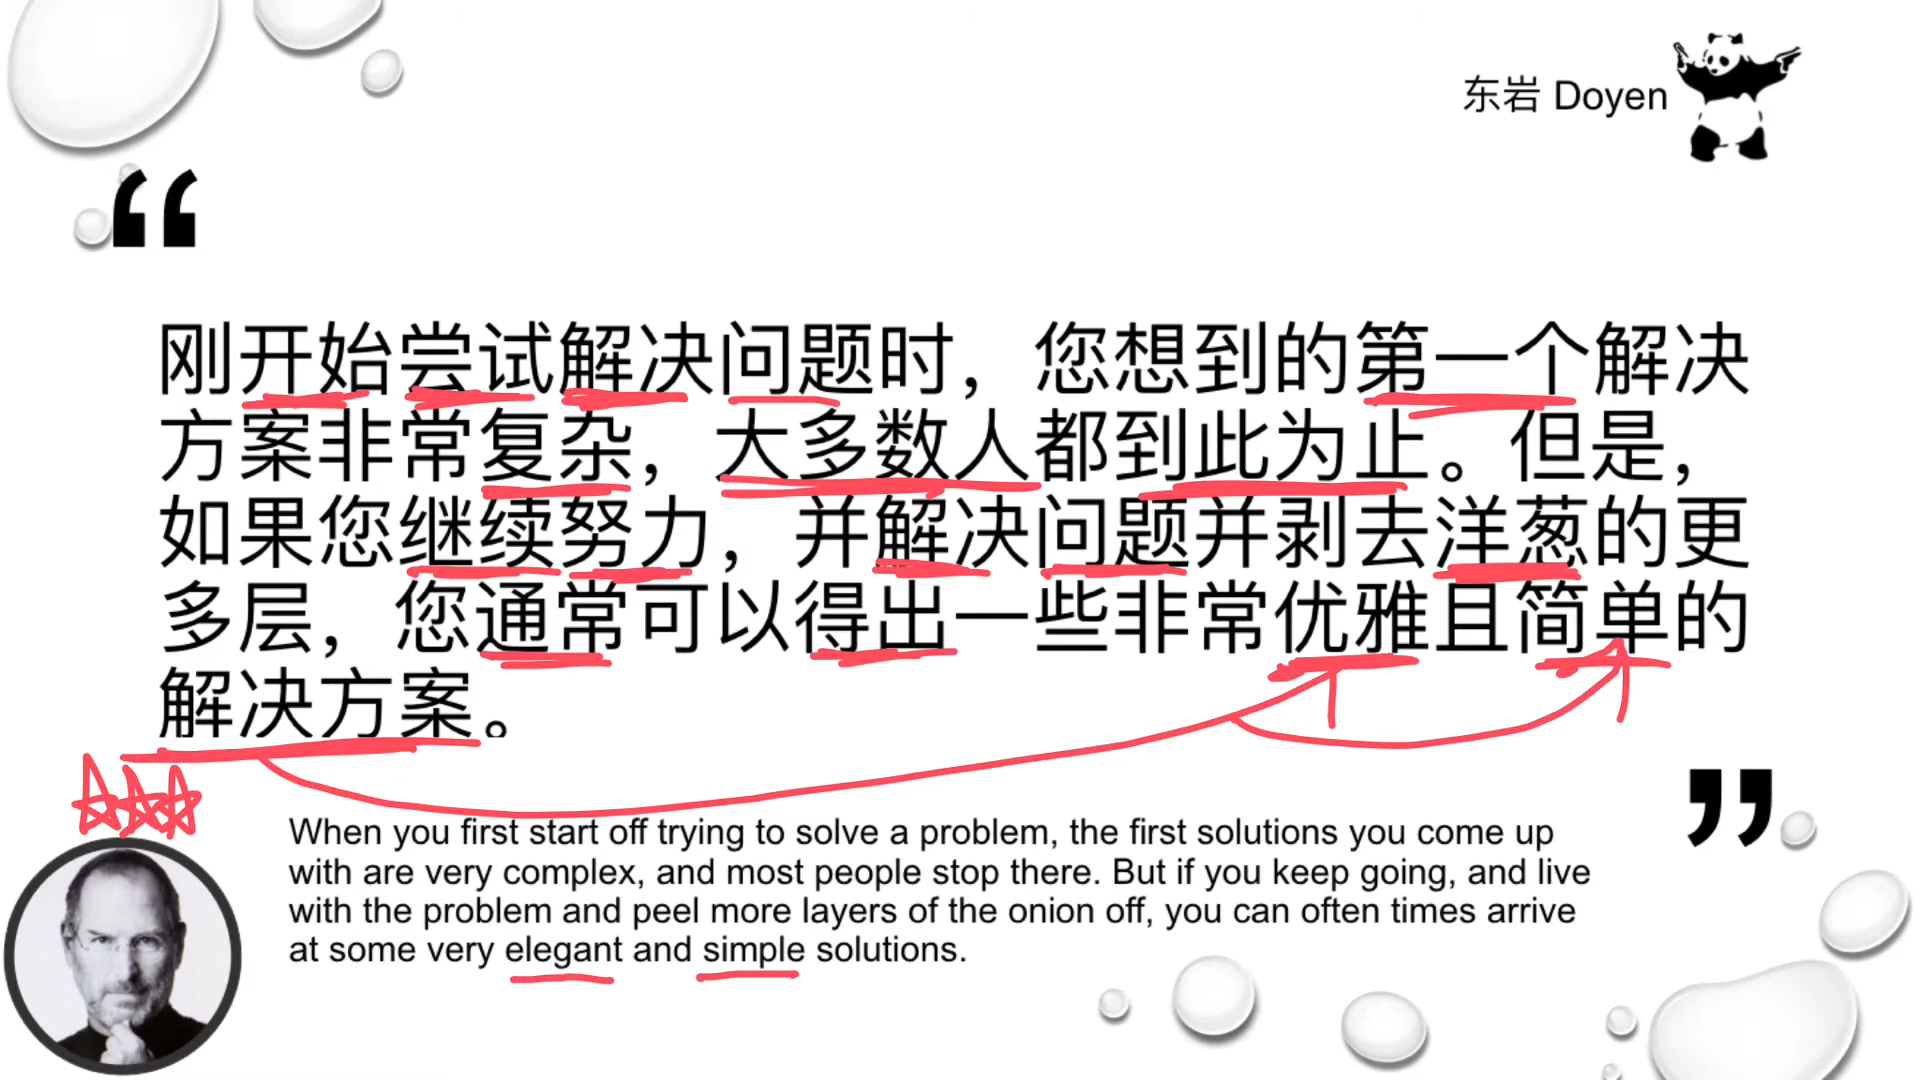 东岩 Doyen
“
刚开始尝试解决问题时，您想到的第一个解决
方案非常复杂，大多数人都到此为止。但是，
如果您继续努力，并解决问题并剥去洋葱的更
多层，您通常可以得出一些非常优雅且简单的
解决方案。
”
When you first start off trying to solve a problem, the first solutions you come up
with are very complex, and most people stop there. But if you keep going, and live
with the problem and peel more layers of the onion off, you can often times arrive
at some very elegant and simple solutions.